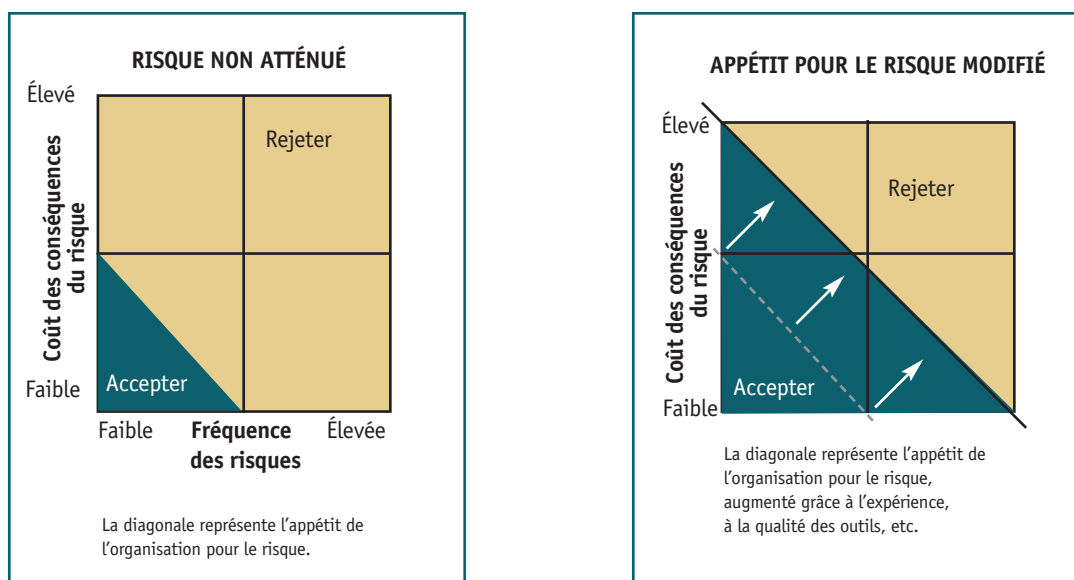 RISQUE NON ATTÉNUÉ
Élevé
Rejeter
Coût des conséquences
du risque
Accepter
Faible
Faible
Fréquence
des risques
Élevée
La diagonale représente l’appétit de
l’organisation pour le risque.
APPÉTIT POUR LE RISQUE MODIFIÉ
Élevé
Rejeter
Coût des conséquences
du risque
Accepter
Faible
La diagonale représente l’appétit de
l’organisation pour le risque,
augmenté grâce à l’expérience,
à la qualité des outils, etc.